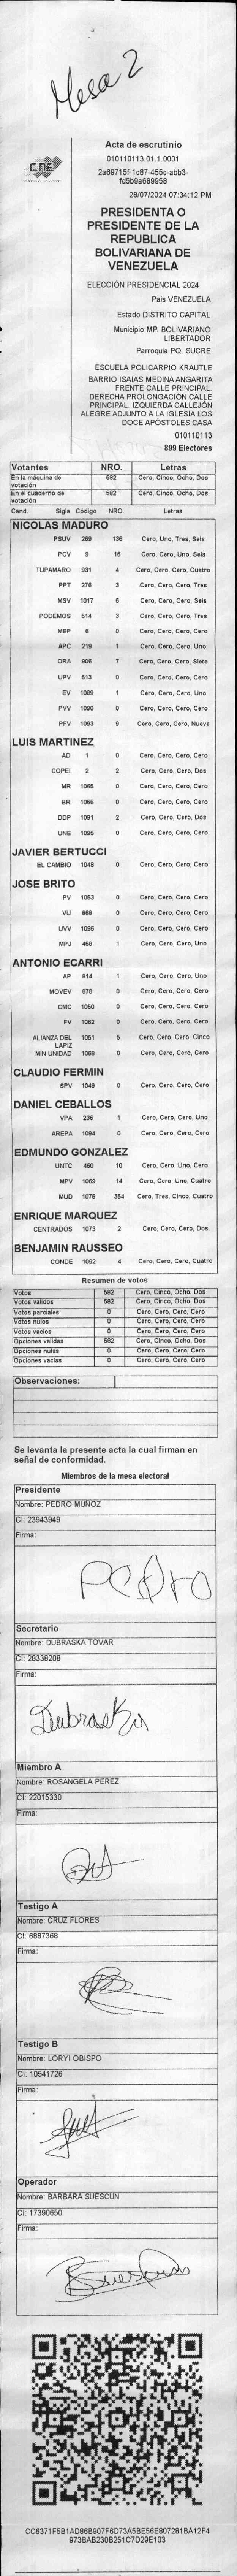 Mesa 2
CNE
Acta de escrutinio
010110113.01.1.0001
2a69715f-1c87-455c-abb3-
fd5b9a689958
28/07/2024 07:34:12 PM
PRESIDENTA O
PRESIDENTE DE LA
REPUBLICA
BOLIVARIANA DE
VENEZUELA
ELECCIÓN PRESIDENCIAL 2024
Pais VENEZUELA
Estado DISTRITO CAPITAL
Municipio MP. BOLIVARIANO
LIBERTADOR
Parroquia PQ. SUCRE
ESCUELA POLICARPIO KRAUTLE
BARRIO ISAIAS MEDINA ANGARITA
FRENTE CALLE PRINCIPAL.
DERECHA PROLONGACIÓN CALLE
PRINCIPAL. IZQUIERDA CALLEJÓN
ALEGRE ADJUNTO A LA IGLESIA LOS
DOCE APÓSTOLES CASA
010110113
899 Electores
Votantes NRO. Letras
En la máquina de votación 582 Cero, Cinco, Ocho, Dos
En el cuaderno de votación 582 Cero, Cinco, Ocho, Dos
Cand. Sigla Código NRO. Letras
NICOLAS MADURO
PSUV 269 136 Cero, Uno, Tres, Seis
PCV 9 16 Cero, Cero, Uno, Seis
TUPAMARO 931 4 Cero, Cero, Cero, Cuatro
PPT 276 3 Cero, Cero, Cero, Tres
MSV 1017 6 Cero, Cero, Cero, Seis
PODEMOS 514 3 Cero, Cero, Cero, Tres
MEP 6 0 Cero, Cero, Cero, Cero
APC 219 1 Cero, Cero, Cero, Uno
ORA 906 7 Cero, Cero, Cero, Siete
UPV 513 0 Cero, Cero, Cero, Cero
EV 1089 1 Cero, Cero, Cero, Uno
PVV 1090 0 Cero, Cero, Cero, Cero
PFV 1093 9 Cero, Cero, Cero, Nueve
LUIS MARTINEZ
AD 1 0 Cero, Cero, Cero, Cero
COPEI 2 2 Cero, Cero, Cero, Dos
MR 1065 0 Cero, Cero, Cero, Cero
BR 1066 0 Cero, Cero, Cero, Cero
DDP 1091 2 Cero, Cero, Cero, Dos
UNE 1095 0 Cero, Cero, Cero, Cero
JAVIER BERTUCCI
EL CAMBIO 1048 0 Cero, Cero, Cero, Cero
JOSE BRITO
PV 1053 0 Cero, Cero, Cero, Cero
VU 868 0 Cero, Cero, Cero, Cero
UVV 1096 0 Cero, Cero, Cero, Cero
MPJ 458 1 Cero, Cero, Cero, Uno
ANTONIO ECARRI
AP 814 1 Cero, Cero, Cero, Uno
MOVEV 878 0 Cero, Cero, Cero, Cero
CMC 1050 0 Cero, Cero, Cero, Cero
FV 1062 0 Cero, Cero, Cero, Cero
ALIANZA DEL LAPIZ 1051 5 Cero, Cero, Cero, Cinco
MIN UNIDAD 1068 0 Cero, Cero, Cero, Cero
CLAUDIO FERMIN
SPV 1049 0 Cero, Cero, Cero, Cero
DANIEL CEBALLOS
VPA 236 1 Cero, Cero, Cero, Uno
AREPA 1094 0 Cero, Cero, Cero, Cero
EDMUNDO GONZALEZ
UNTC 460 10 Cero, Cero, Uno, Cero
MPV 1069 14 Cero, Cero, Uno, Cuatro
MUD 1075 354 Cero, Tres, Cinco, Cuatro
ENRIQUE MARQUEZ
CENTRADOS 1073 2 Cero, Cero, Cero, Dos
BENJAMIN RAUSSEO
CONDE 1082 4 Cero, Cero, Cero, Cuatro
Resumen de votos
Votos 582 Cero, Cinco, Ocho, Dos
Votos validos 582 Cero, Cinco, Ocho, Dos
Votos parciales 0 Cero, Cero, Cero, Cero
Votos nulos 0 Cero, Cero, Cero, Cero
Votos vacios 0 Cero, Cero, Cero, Cero
Opciones validas 582 Cero, Cinco, Ocho, Dos
Opciones nulas 0 Cero, Cero, Cero, Cero
Opciones vacias 0 Cero, Cero, Cero, Cero
Observaciones:
Se levanta la presente acta la cual firman en
señal de conformidad.
Miembros de la mesa electoral
Presidente
Nombre: PEDRO MUÑOZ
CI: 23943949
Firma:
Pedro
Secretario
Nombre: DUBRASKA TOVAR
CI: 28338208
Firma:
Dubraska
Miembro A
Nombre: ROSANGELA PEREZ
CI: 22015330
Firma:
Testigo A
Nombre: CRUZ FLORES
CI: 6887368
Firma:
Testigo B
Nombre: LORYI OBISPO
CI: 10541726
Firma:
Operador
Nombre: BARBARA SUESCUN
CI: 17390650
Firma:
BSuescun
CC6371F5B1AD86B907F6D73A5BE56E807281BA12F4
973BAB230B251C7D29E103